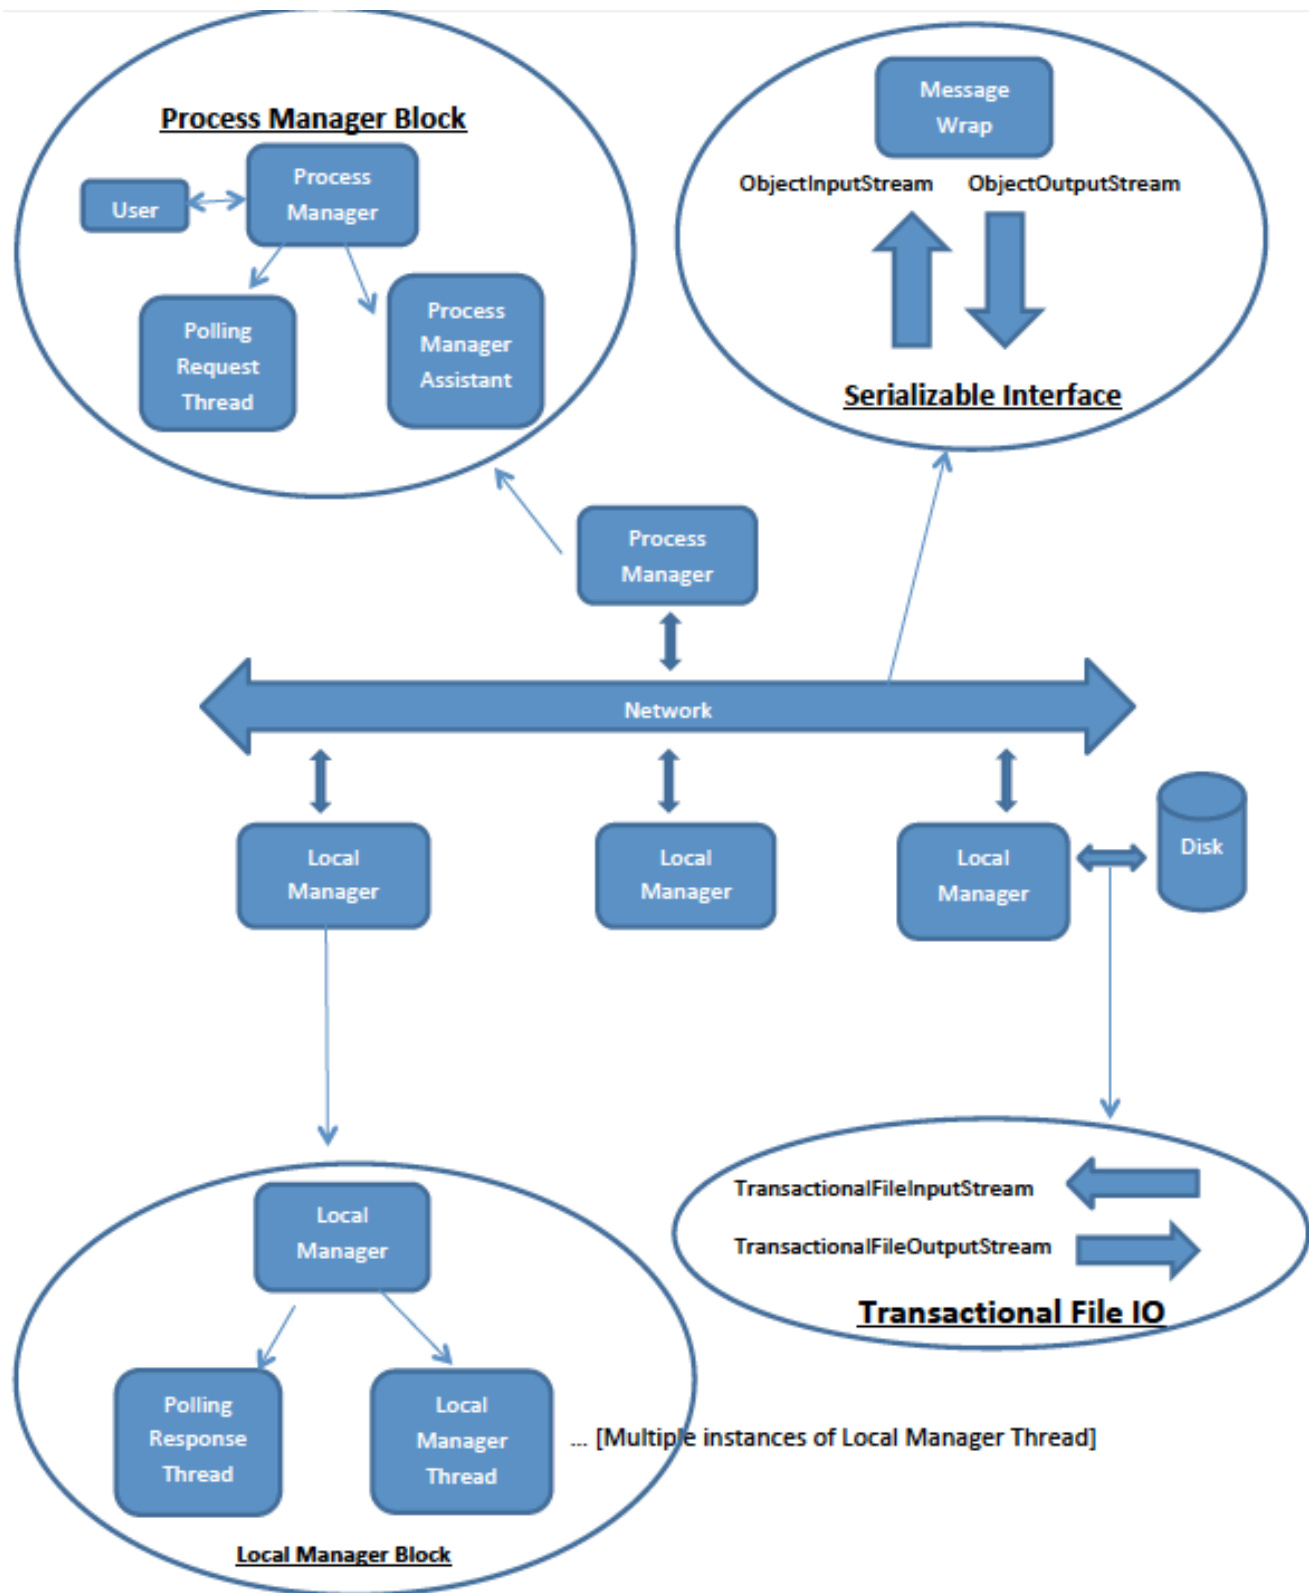 Process Manager Block
User
Process
Manager
Polling
Request
Thread
Process
Manager
Assistant
Message
Wrap
ObjectInputStream
ObjectOutputStream
Serializable Interface
Process
Manager
Network
Local
Manager
Local
Manager
Local
Manager
Disk
Local
Manager
Polling
Response
Thread
Local
Manager
Thread
... [Multiple instances of Local Manager Thread]
Local Manager Block
TransactionalFileInputStream
TransactionalFileOutputStream
Transactional File IO